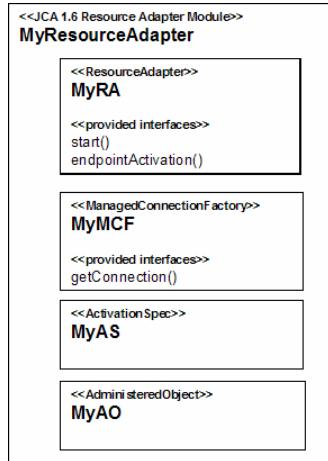 <<JCA 1.6 Resource Adapter Module>>
MyResourceAdapter
<<ResourceAdapter>>
MyRA
<<provided interfaces>>
start()
endpointActivation()
<<ManagedConnectionFactory>>
MyMCF
<<provided interfaces>>
getConnection()
<<ActivationSpec>>
MyAS
<<AdministeredObject>>
MyAO